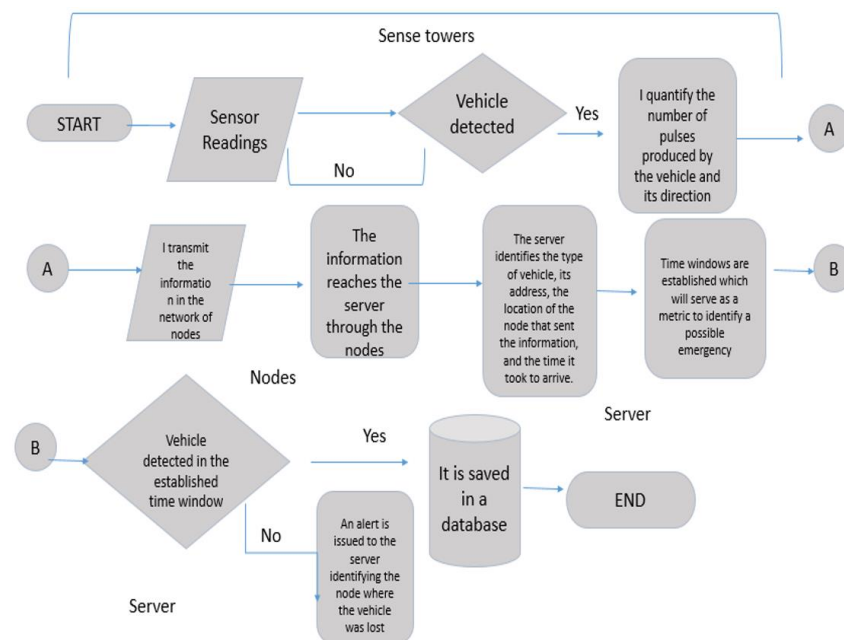 Sense towers
START
Sensor
Readings
Vehicle
detected
Yes
No
I quantify the
number of
pulses
produced by
the vehicle and
its direction
A
A
I transmit
the
informatio
n in the
network of
nodes
The
information
reaches the
server
through the
nodes
The server
identifies the type
of vehicle, its
address, the
location of the
node that sent
the information,
and the time it
took to arrive.
Time windows are
established which
will serve as a
metric to identify a
possible
emergency
B
Nodes
Server
B
Vehicle
detected in the
established
time window
Yes
No
It is saved
in a
database
END
An alert is
issued to the
server
identifying the
node where
the vehicle
was lost
Server